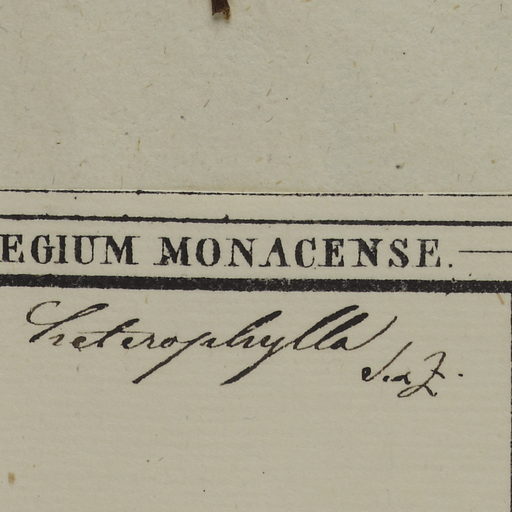 EGIUM MONACENSE.
heterophylla
S. & Z.